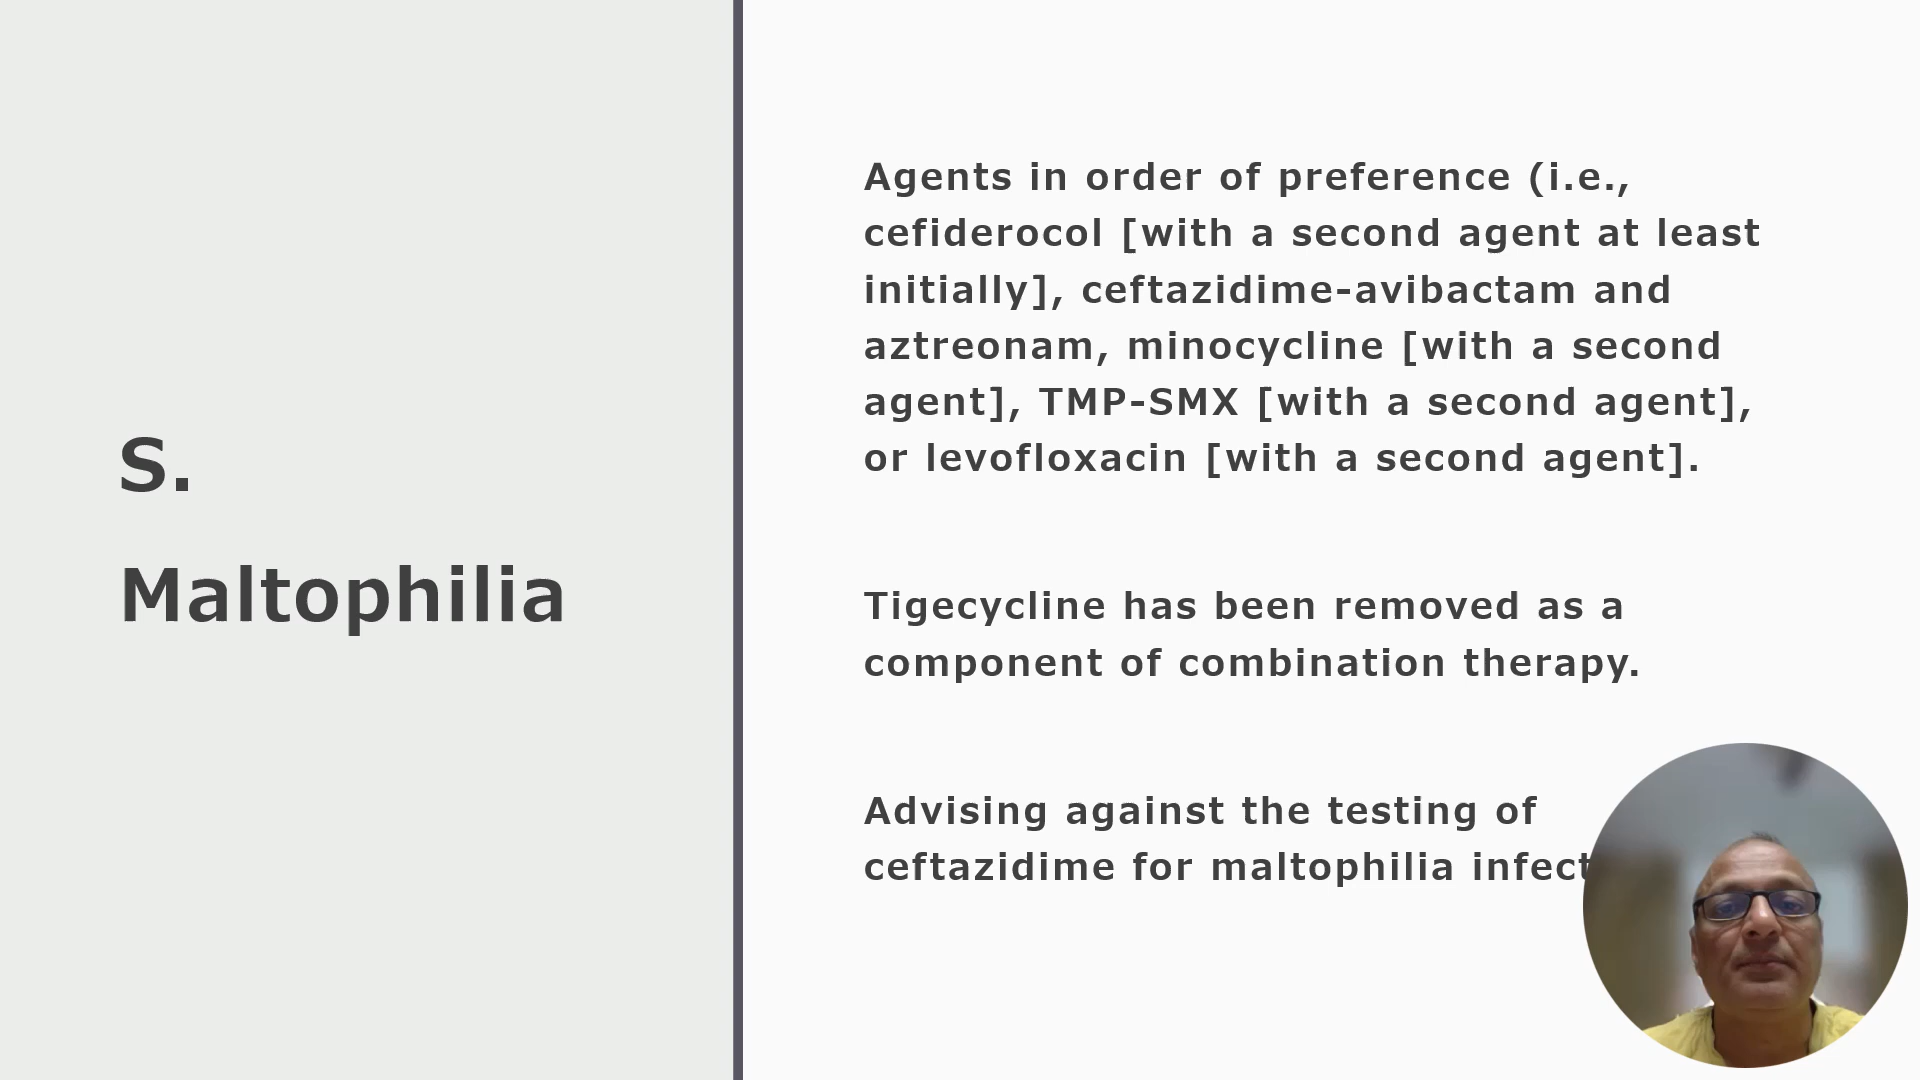 S.
Maltophilia
Agents in order of preference (i.e.,
cefiderocol [with a second agent at least
initially], ceftazidime-avibactam and
aztreonam, minocycline [with a second
agent], TMP-SMX [with a second agent],
or levofloxacin [with a second agent].
Tigecycline has been removed as a
component of combination therapy.
Advising against the testing of
ceftazidime for maltophilia